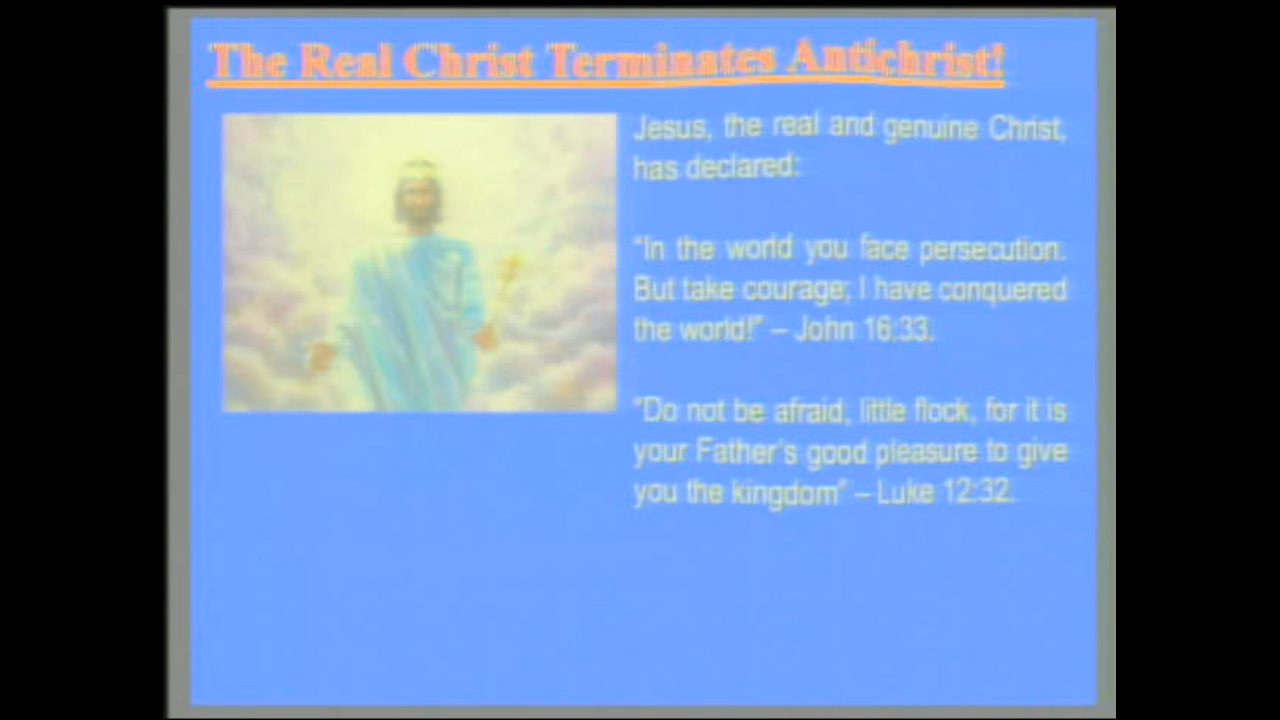 The Real Christ Terminates Antichrist!
Jesus, the real and genuine Christ,
has declared:
“In the world you face persecution.
But take courage; I have conquered
the world!” – John 16:33.
“Do not be afraid, little flock, for it is
your Father’s good pleasure to give
you the kingdom” – Luke 12:32.